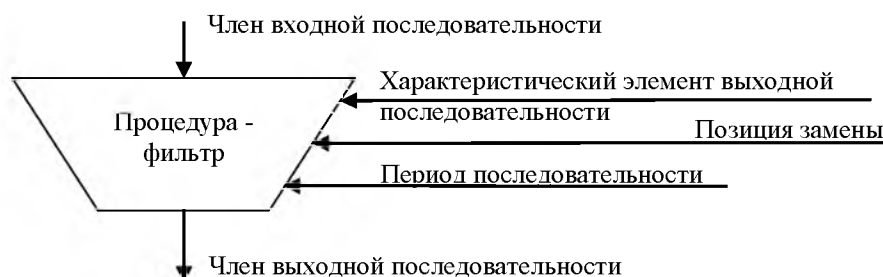 Член входной последовательности
Характеристический элемент выходной
последовательности
Процедура -
фильтр
Позиция замены
Период последовательности
Член выходной последовательности